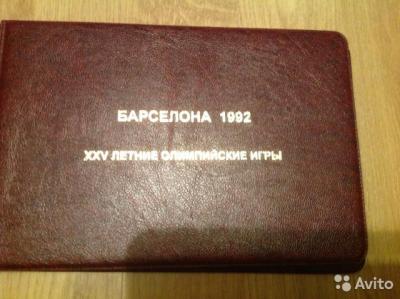 БАРСЕЛОНА 1992
XXV ЛЕТНИЕ ОЛИМПИЙСКИЕ ИГРЫ
Avito